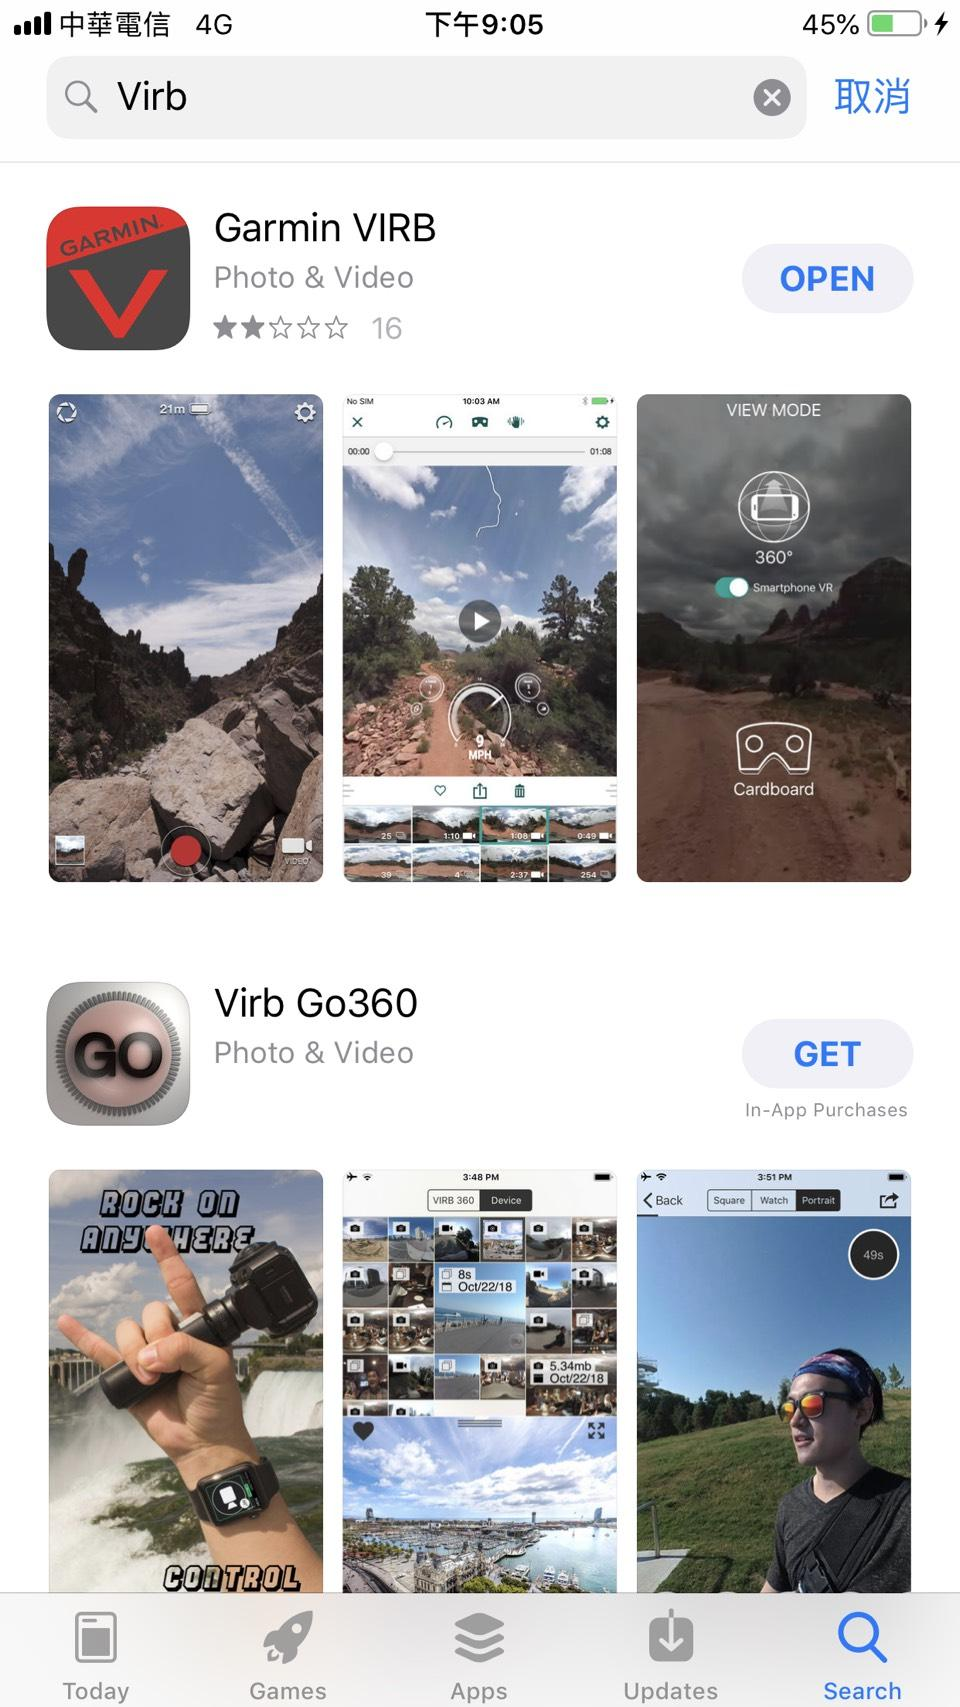 中華電信 4G 下午9:05 45%
Virb 取消
GARMIN
Garmin VIRB
Photo & Video
OPEN
16
21m
VIDEO
No SIM 10:03 AM
00:00 01:08
9
MPH
25 1:10 1:08 0:49
39 4 2:37 254
VIEW MODE
360°
Smartphone VR
Cardboard
GO
Virb Go360
Photo & Video
GET
In-App Purchases
ROCK ON
ANYWHERE
CONTROL
3:48 PM
VIRB 360 Device
8s
Oct/22/18
5.34mb
Oct/22/18
3:51 PM
Back Square Watch Portrait
49s
Today Games Apps Updates Search